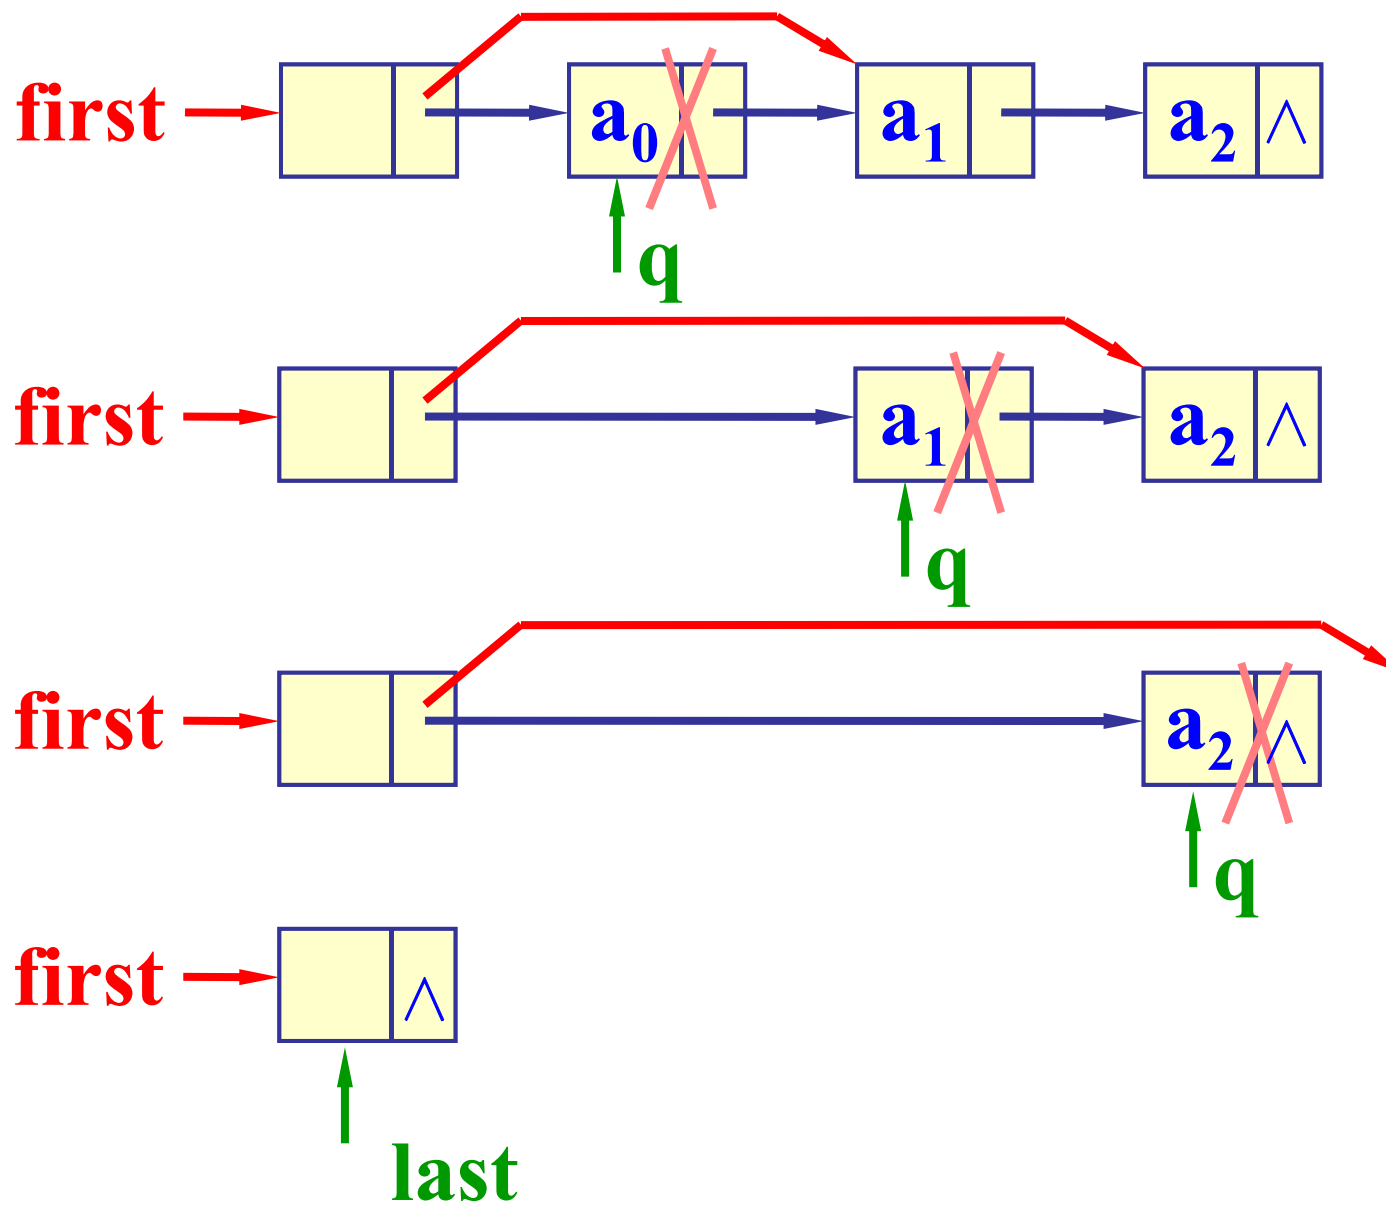 first a₀ a₁ a₂ ∧
q
first a₁ a₂ ∧
q
first a₂ ∧
q
first ∧
last